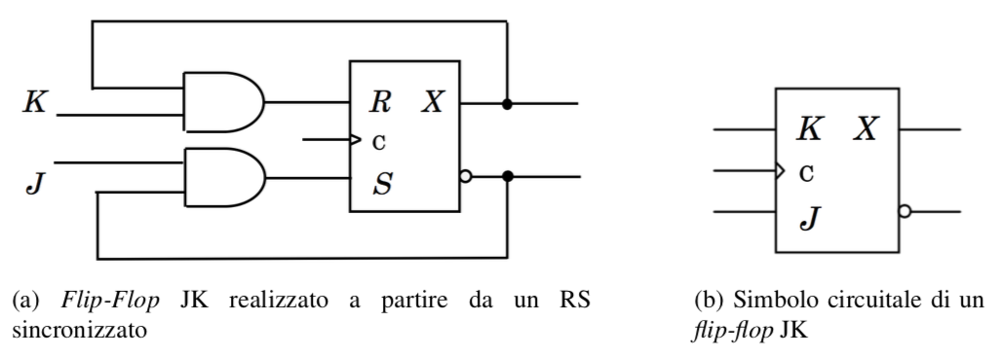 K
J
R X
C
S
K X
C
J
(a) Flip-Flop JK realizzato a partire da un RS
sincronizzato
(b) Simbolo circuitale di un
flip-flop JK